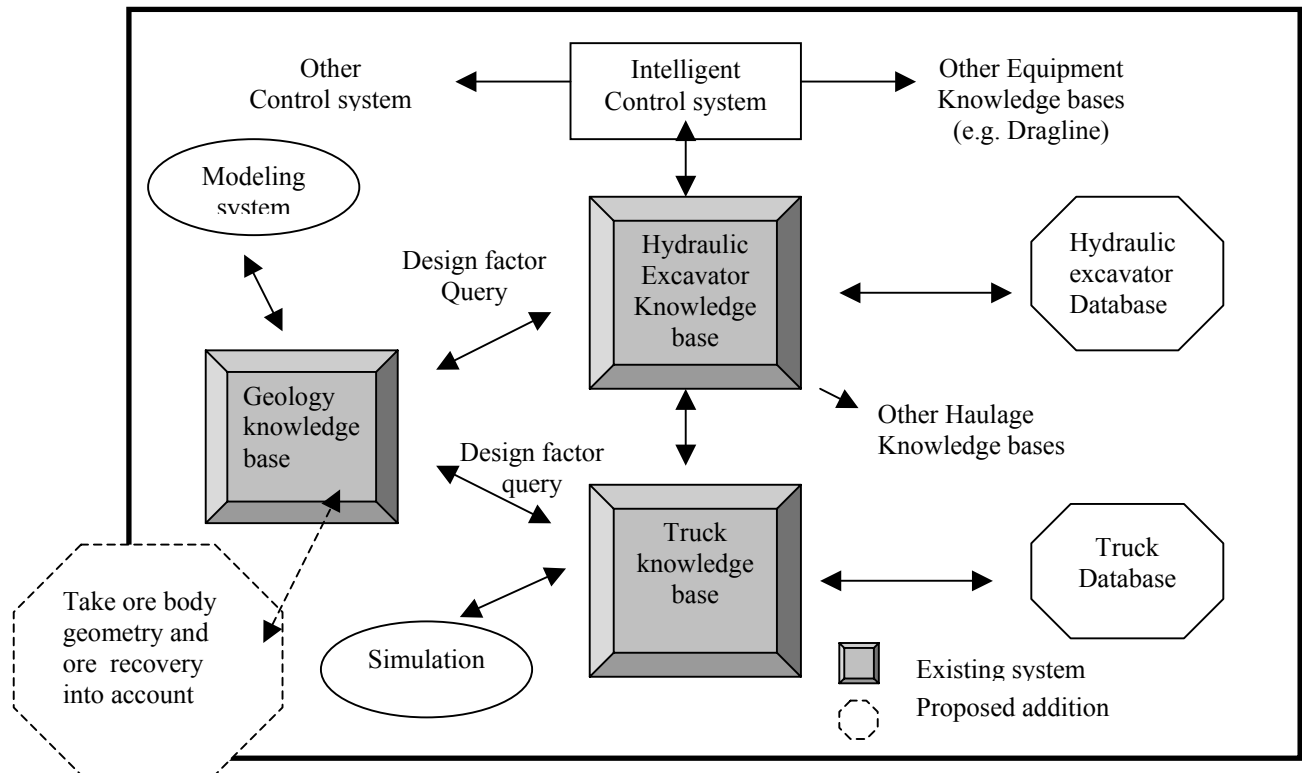 Other
Control system
Intelligent
Control system
Other Equipment
Knowledge bases
(e.g. Dragline)
Modeling
system
Design factor
Query
Hydraulic
Excavator
Knowledge
base
Hydraulic
excavator
Database
Geology
knowledge
base
Other Haulage
Knowledge bases
Design factor
query
Truck
knowledge
base
Truck
Database
Take ore body
geometry and
ore recovery
into account
Simulation
Existing system
Proposed addition